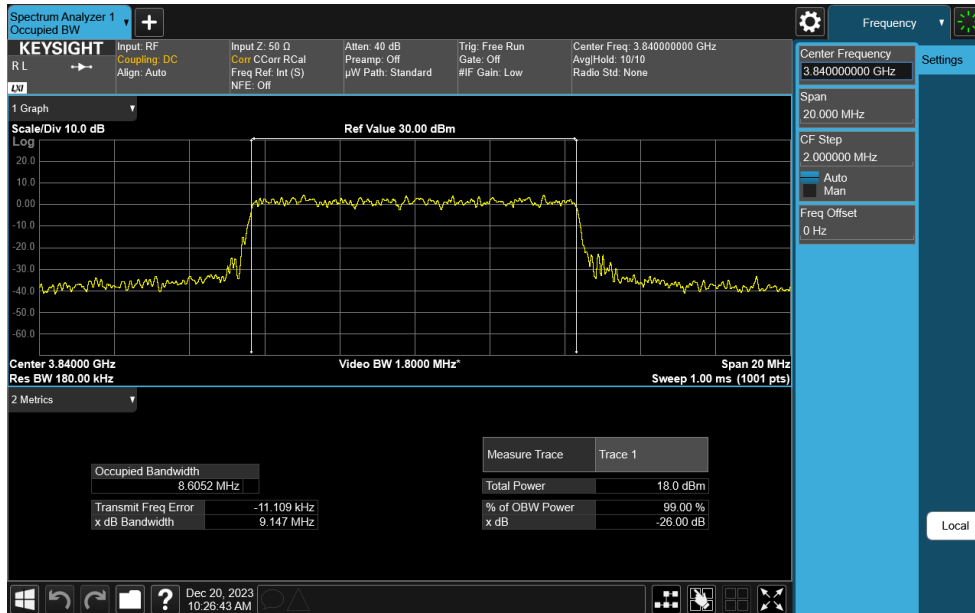 Spectrum Analyzer 1
Occupied BW
Frequency
KEYSIGHT
R L
LXI
Input: RF
Coupling: DC
Align: Auto
Input Z: 50 Ω
Corr CCorr RCal
Freq Ref: Int (S)
NFE: Off
Atten: 40 dB
Preamp: Off
µW Path: Standard
Trig: Free Run
Gate: Off
#IF Gain: Low
Center Freq: 3.840000000 GHz
Avg|Hold: 10/10
Radio Std: None
Center Frequency
3.840000000 GHz
Settings
Span
20.000 MHz
CF Step
2.000000 MHz
Auto
Man
Freq Offset
0 Hz
Local
1 Graph
Scale/Div 10.0 dB
Ref Value 30.00 dBm
Log
20.0
10.0
0.00
-10.0
-20.0
-30.0
-40.0
-50.0
-60.0
Center 3.84000 GHz
Video BW 1.8000 MHz*
Span 20 MHz
Res BW 180.00 kHz
Sweep 1.00 ms (1001 pts)
2 Metrics
Measure Trace Trace 1
Occupied Bandwidth
8.6052 MHz
Total Power 18.0 dBm
Transmit Freq Error -11.109 kHz
% of OBW Power 99.00 %
x dB Bandwidth 9.147 MHz
x dB -26.00 dB
?
Dec 20, 2023
10:26:43 AM